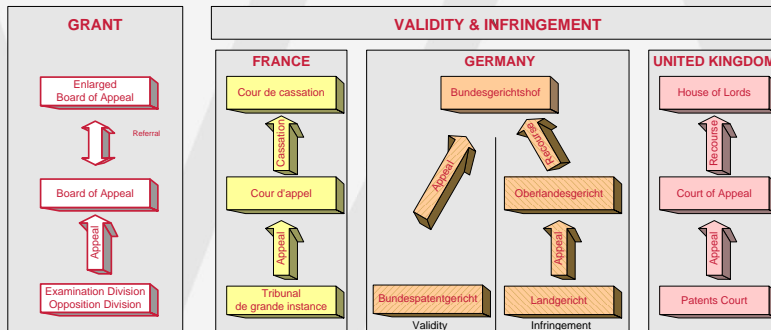 GRANT
Enlarged
Board of Appeal
Referral
Board of Appeal
Appeal
Examination Division
Opposition Division
VALIDITY & INFRINGEMENT
FRANCE
Cour de cassation
Cassation
Cour d'appel
Appeal
Tribunal
de grande instance
GERMANY
Bundesgerichtshof
Appeal
Recourse
Oberlandesgericht
Appeal
Bundespatentgericht
Landgericht
Validity
Infringement
UNITED KINGDOM
House of Lords
Recourse
Court of Appeal
Appeal
Patents Court